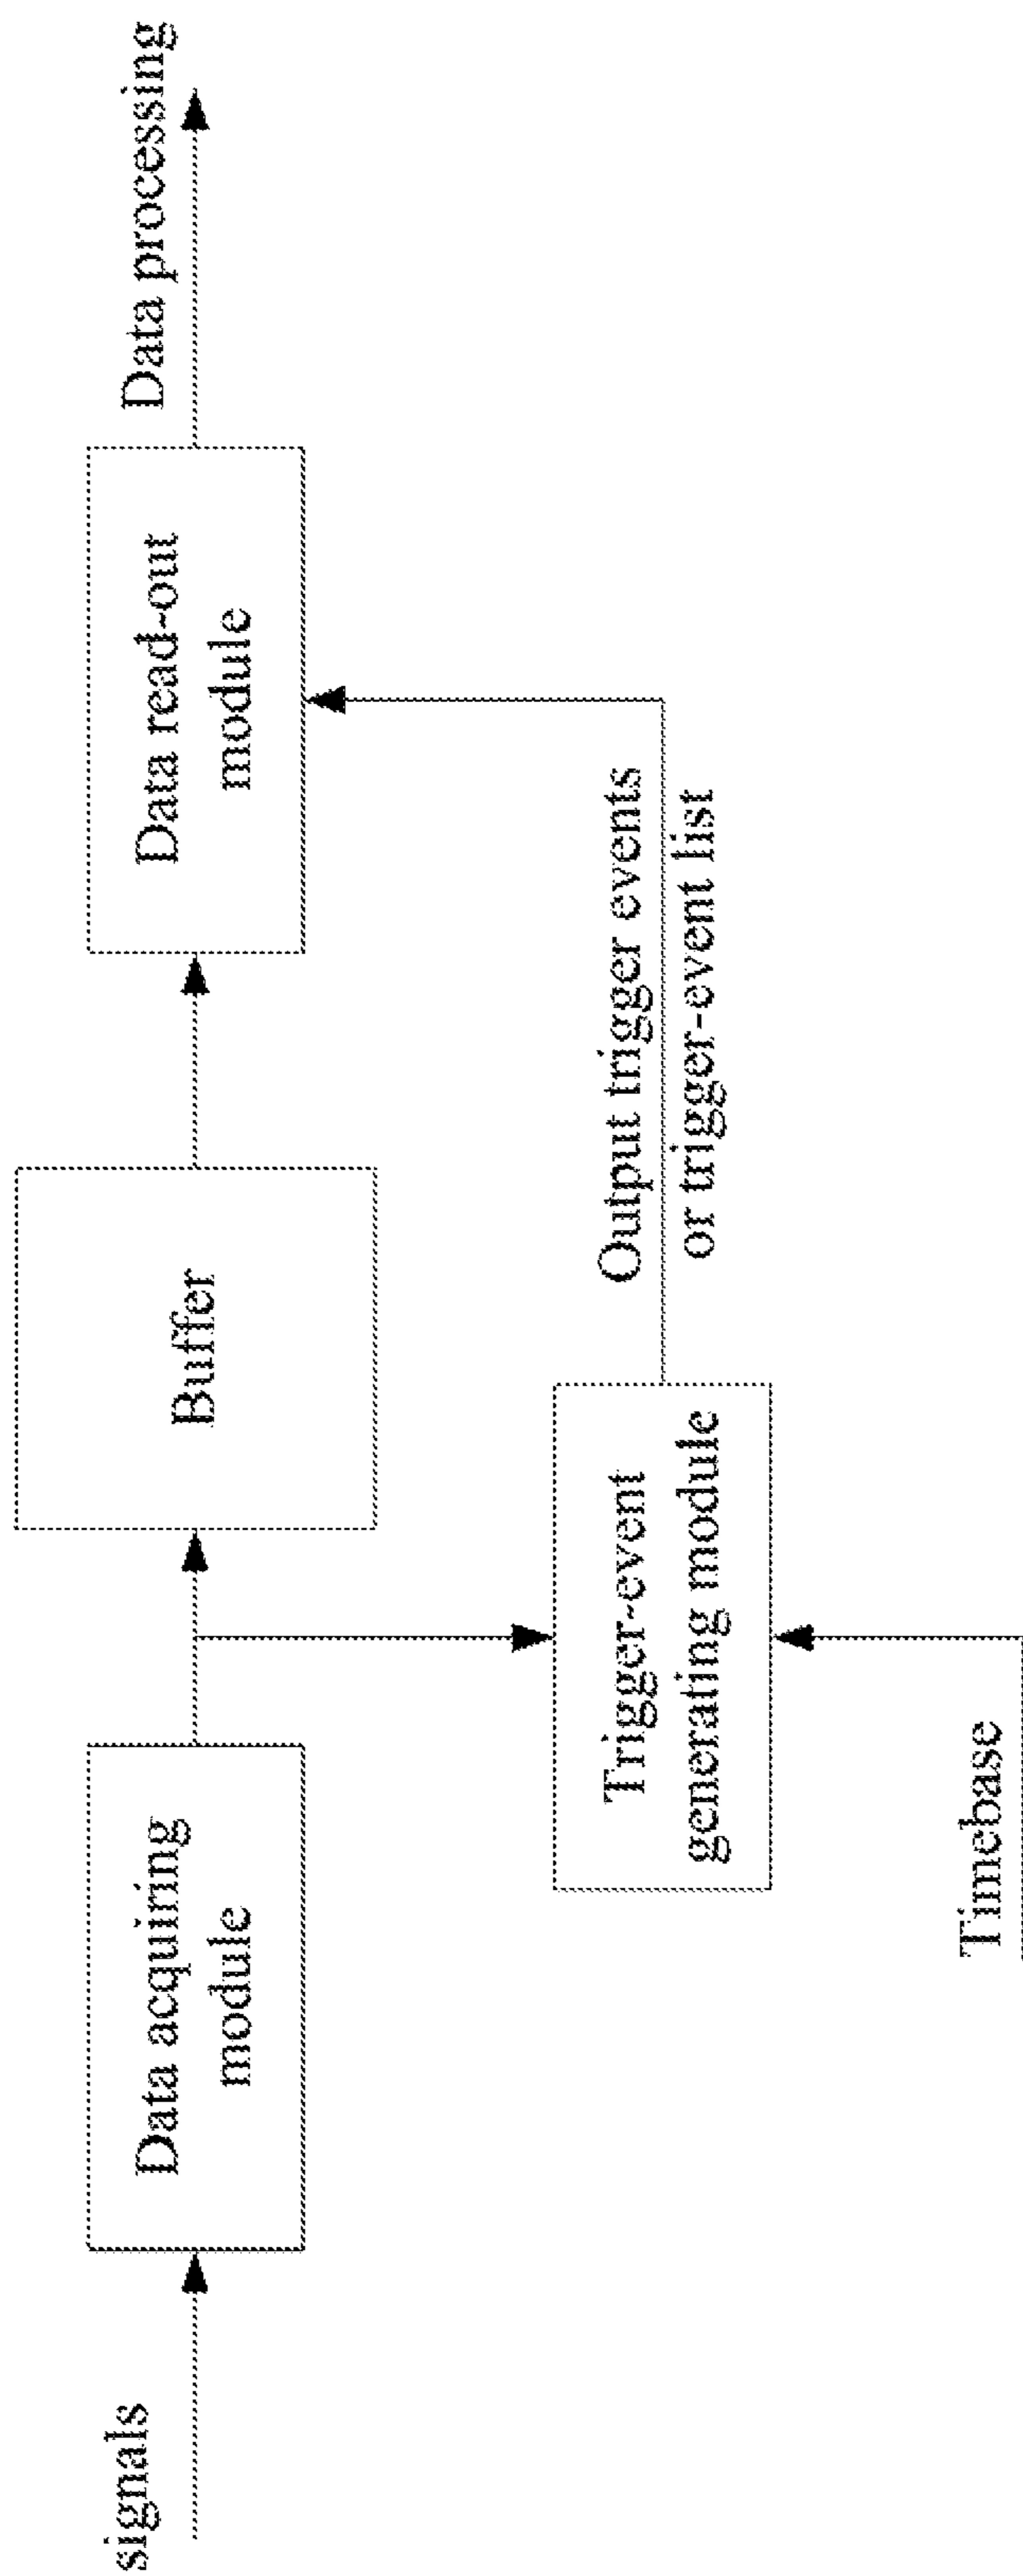 signals
Data acquiring
module
Buffer
Data read-out
module
Data processing
Timebase
Trigger-event
generating module
Output trigger events
or trigger-event list